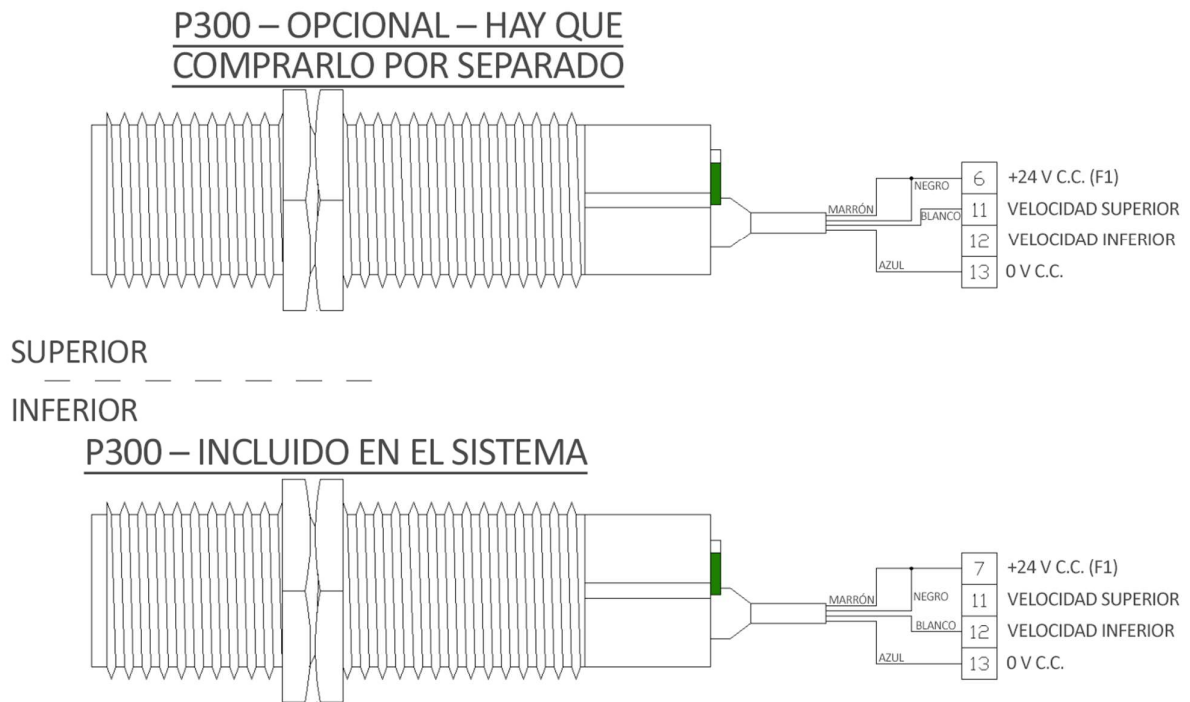 P300 – OPCIONAL – HAY QUE
COMPRARLO POR SEPARADO
MARRÓN
NEGRO
BLANCO
AZUL
6 +24 V C.C. (F1)
11 VELOCIDAD SUPERIOR
12 VELOCIDAD INFERIOR
13 0 V C.C.
SUPERIOR
INFERIOR
P300 – INCLUIDO EN EL SISTEMA
MARRÓN
NEGRO
BLANCO
AZUL
7 +24 V C.C. (F1)
11 VELOCIDAD SUPERIOR
12 VELOCIDAD INFERIOR
13 0 V C.C.